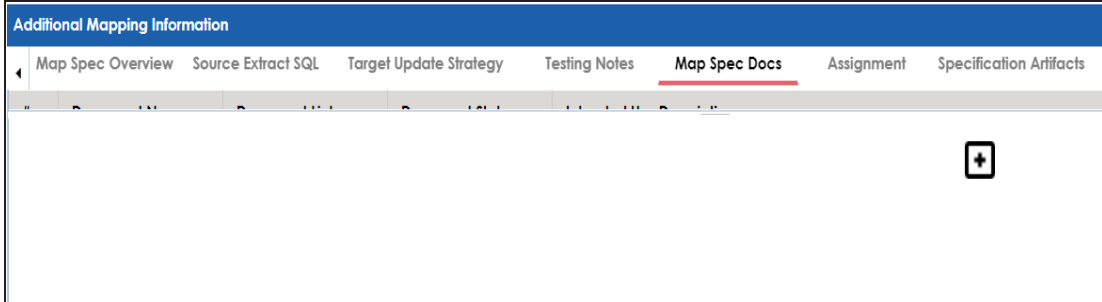 Additional Mapping Information
Map Spec Overview Source Extract SQL Target Update Strategy Testing Notes Map Spec Docs Assignment Specification Artifacts